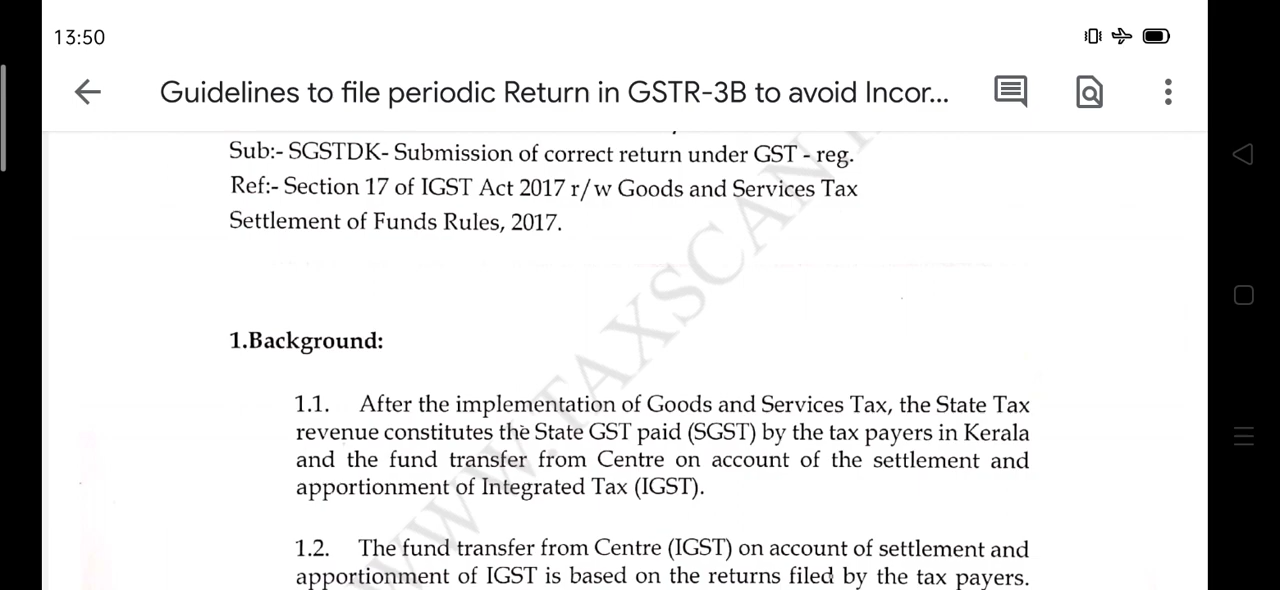 13:50
Guidelines to file periodic Return in GSTR-3B to avoid Incor...
Sub:- SGSTDK- Submission of correct return under GST - reg.
Ref:- Section 17 of IGST Act 2017 r/w Goods and Services Tax
Settlement of Funds Rules, 2017.
WWW.TAXSCAN.
1.Background:
1.1. After the implementation of Goods and Services Tax, the State Tax
revenue constitutes the State GST paid (SGST) by the tax payers in Kerala
and the fund transfer from Centre on account of the settlement and
apportionment of Integrated Tax (IGST).
1.2. The fund transfer from Centre (IGST) on account of settlement and
apportionment of IGST is based on the returns filed by the tax payers.